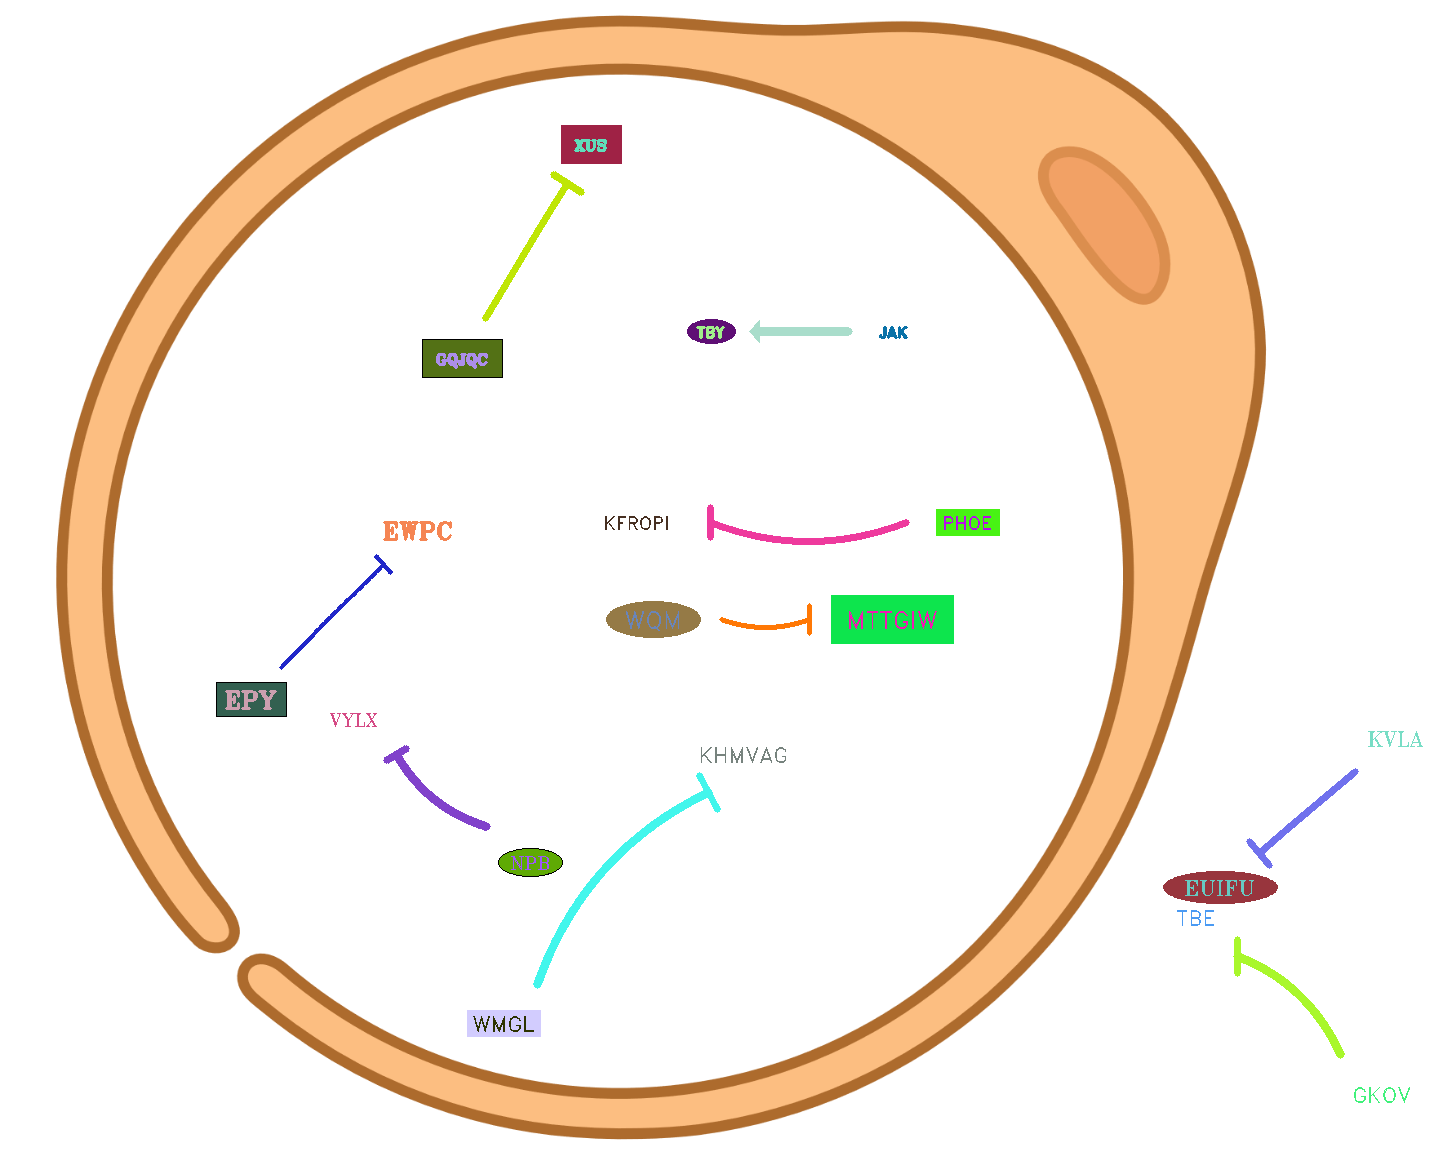 XUS
GQJQC
TBY
JAK
EWPC
KFROPI
PHOE
WQM
MTTGIW
EPY
VYLX
KHMVAG
KVLA
EUIFU
TBE
WMGL
GKOV